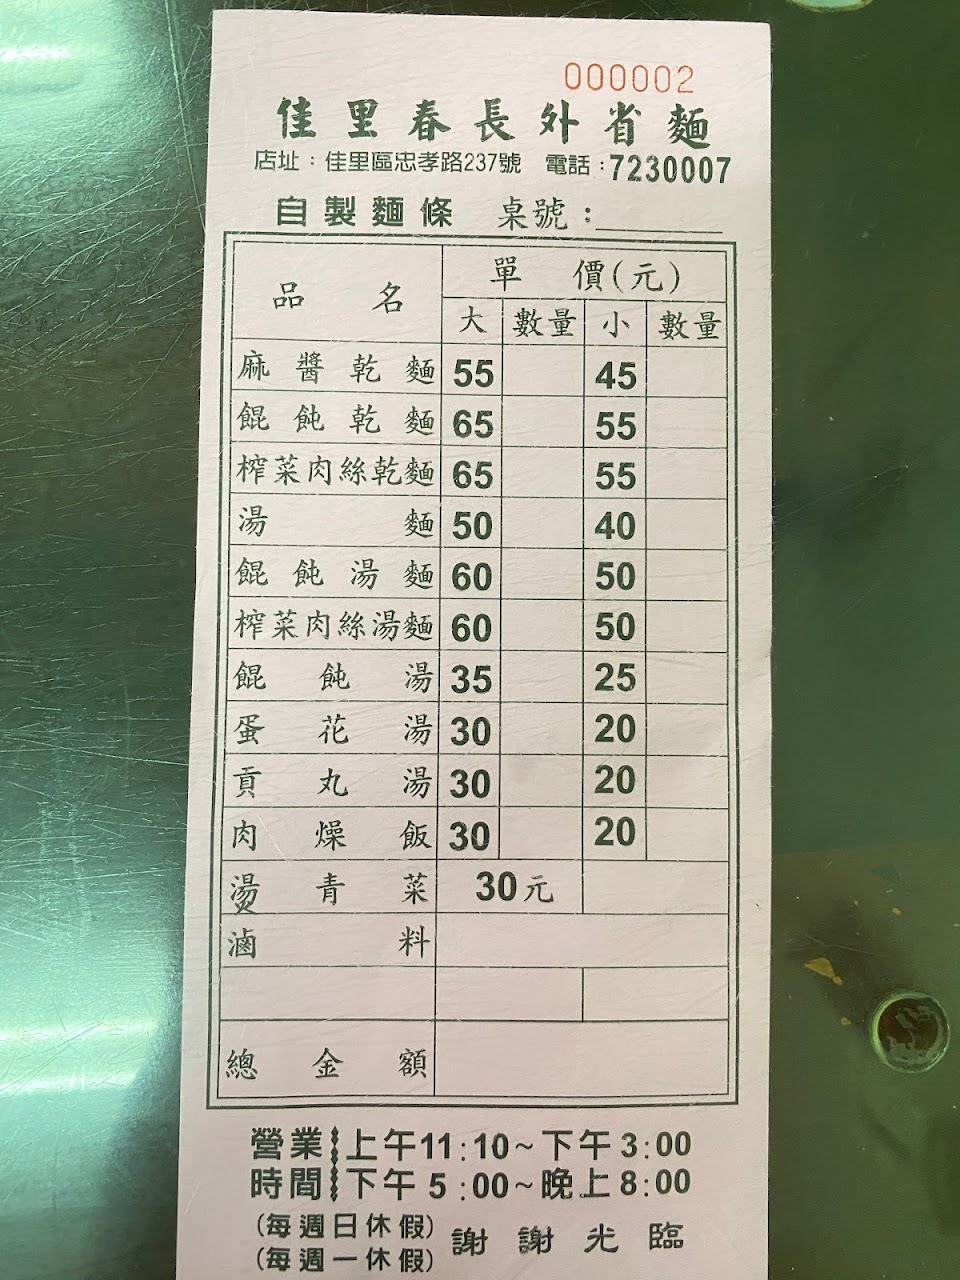 000002
佳里春長外省麵
店址：佳里區忠孝路237號 電話：7230007
自製麵條 桌號：
品名 單價(元)
大 數量 小 數量
麻醬乾麵 55 45
餛飩乾麵 65 55
榨菜肉絲乾麵 65 55
湯麵 50 40
餛飩湯麵 60 50
榨菜肉絲湯麵 60 50
餛飩湯 35 25
蛋花湯 30 20
貢丸湯 30 20
肉燥飯 30 20
燙青菜 30元
滷料
總金額
營業時間 上午11:10~下午3:00
下午5:00~晚上8:00
(每週日休假)
(每週一休假) 謝謝光臨